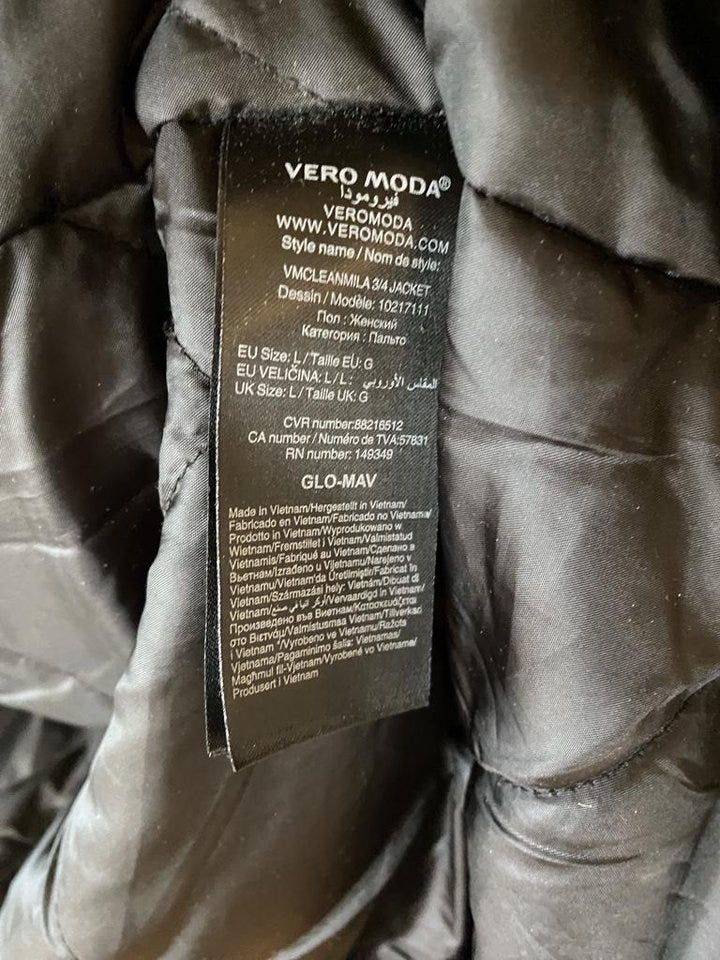 VERO MODA®
فيرومودا
VEROMODA
WWW.VEROMODA.COM
Style name / Nom de style:
VMCLEANMILA 3/4 JACKET
Dessin / Modèle: 10217111
Пол : Женский
Категория : Пальто
EU Size: L / Taille EU: G
EU VELIČINA: L / L : المقاس الأوروبي
UK Size: L / Taille UK: G
CVR number:88216512
CA number / Numéro de TVA:57831
RN number: 149349
GLO-MAV
Made in Vietnam/Hergestellt in Vietnam/
Fabricado en Vietnam/Fabricado no Vietname/
Prodotto in Vietnam/Wyprodukowano w
Wietnam/Fremstillet i Vietnam/Valmistatud
Vietnamis/Fabriqué au Vietnam/Сделано в
Вьетнам/Izrađeno u Vijetnamu/Narejeno v
Vietnamu/Vietnam'da Üretilmiştir/Fabricat în
Vietnam/Származási hely: Vietnám/Dibuat di
Vietnam/ في صنع/Vervaardigd in Vietnam/
Произведено във Виетнам/Κατασκευάζεται
στο Βιετνάμ/Valmistusmaa Vietnam/Tillverkad
i Vietnam */Vyrobeno ve Vietnamu/Ražots
Vjetnama/Pagaminimo šalis: Vietnamas/
Magħmul fil-Vjetnam/Vyrobené vo Vietname/
Produsert i Vietnam